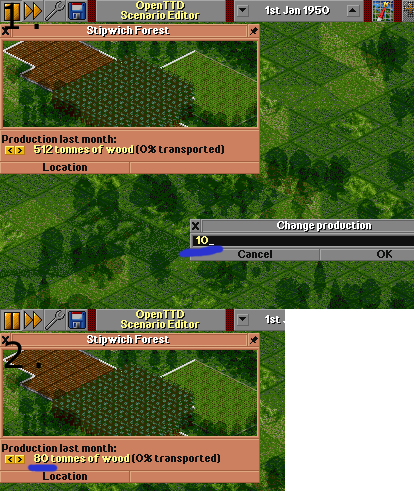 1.
OpenTTD
Scenario Editor
1st Jan 1950
Stipwich Forest
Production last month:
512 tonnes of wood (0% transported)
Location
Change production
10_
Cancel
OK
2.
OpenTTD
Scenario Editor
1st
Stipwich Forest
Production last month:
80 tonnes of wood (0% transported)
Location